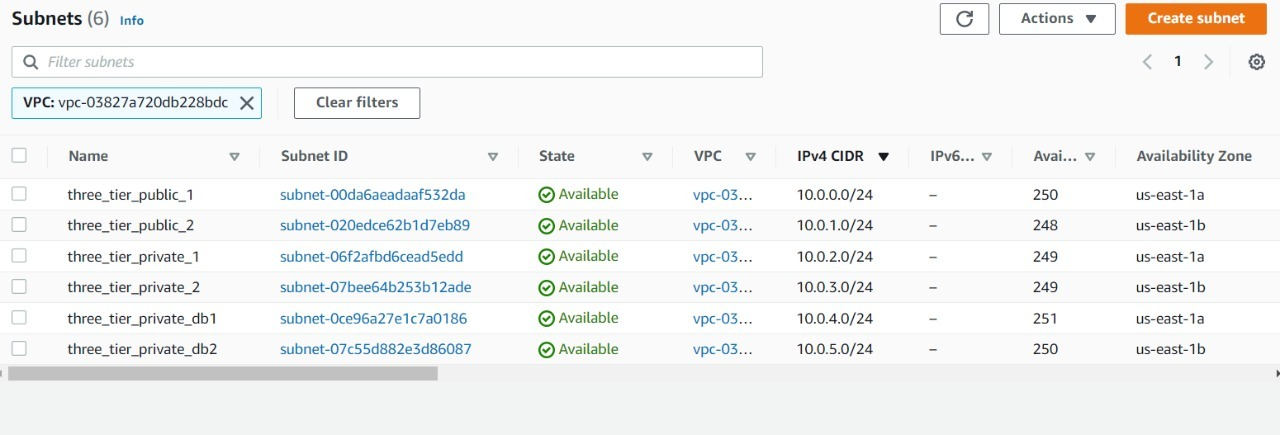 Subnets (6) Info
Actions
Create subnet
Filter subnets
1
VPC: vpc-03827a720db228bdc
Clear filters
Name Subnet ID State VPC IPv4 CIDR IPv6... Avai... Availability Zone
three_tier_public_1 subnet-00da6aeadaaf532da Available vpc-03... 10.0.0.0/24 – 250 us-east-1a
three_tier_public_2 subnet-020edce62b1d7eb89 Available vpc-03... 10.0.1.0/24 – 248 us-east-1b
three_tier_private_1 subnet-06f2afbd6cead5edd Available vpc-03... 10.0.2.0/24 – 249 us-east-1a
three_tier_private_2 subnet-07bee64b253b12ade Available vpc-03... 10.0.3.0/24 – 249 us-east-1b
three_tier_private_db1 subnet-0ce96a27e1c7a0186 Available vpc-03... 10.0.4.0/24 – 251 us-east-1a
three_tier_private_db2 subnet-07c55d882e3d86087 Available vpc-03... 10.0.5.0/24 – 250 us-east-1b